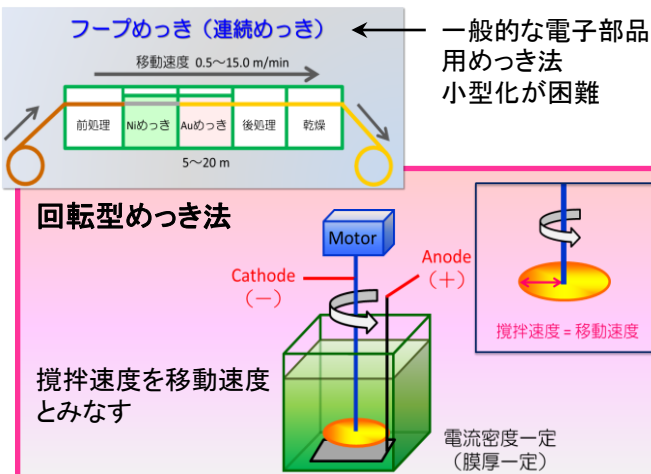 フープめっき（連続めっき）
一般的な電子部品
用めっき法
小型化が困難
移動速度 0.5～15.0 m/min
前処理
Niめっき
Auめっき
後処理
乾燥
5～20 m
回転型めっき法
Motor
Cathode
（－）
Anode
（＋）
撹拌速度 = 移動速度
撹拌速度を移動速度
とみなす
電流密度一定
（膜厚一定）